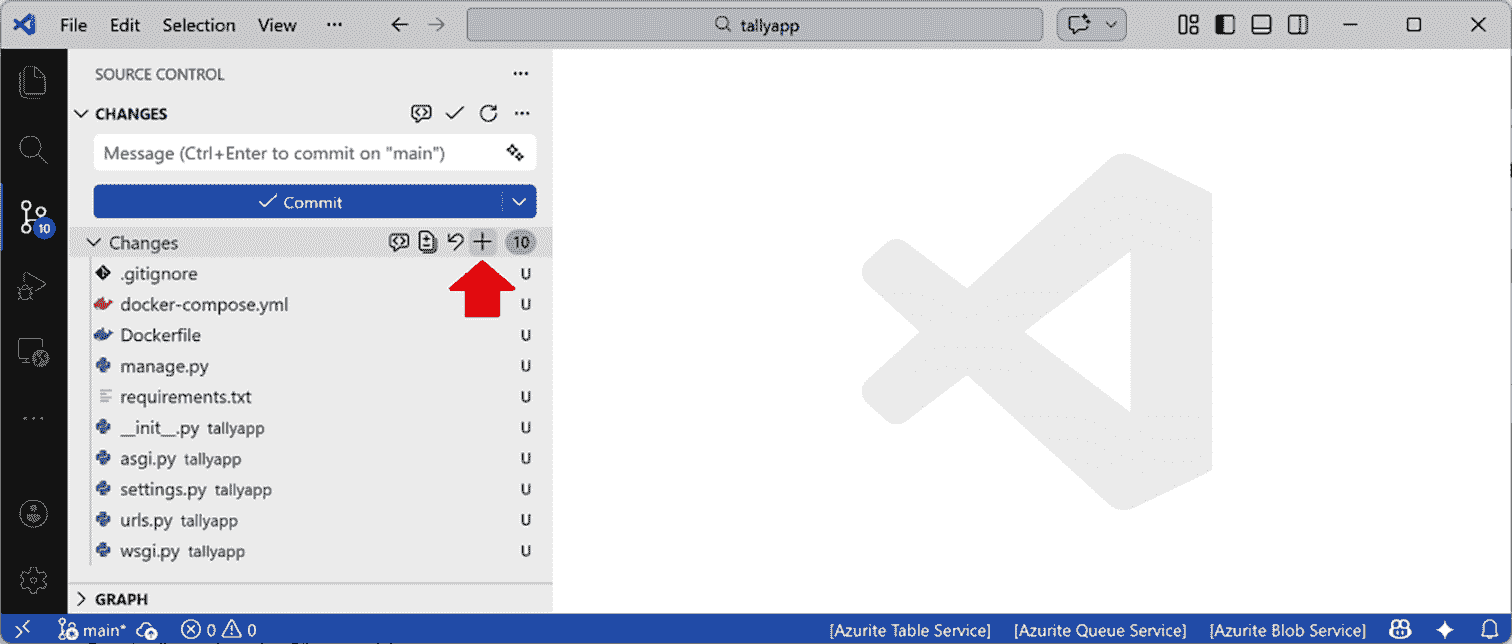 File Edit Selection View ··· tallyapp
SOURCE CONTROL ···
CHANGES ···
Message (Ctrl+Enter to commit on "main")
Commit
10
Changes 10
.gitignore U
docker-compose.yml U
Dockerfile U
manage.py U
requirements.txt U
__init__.py tallyapp U
asgi.py tallyapp U
settings.py tallyapp U
urls.py tallyapp U
wsgi.py tallyapp U
GRAPH
main* 0 0 [Azurite Table Service] [Azurite Queue Service] [Azurite Blob Service]